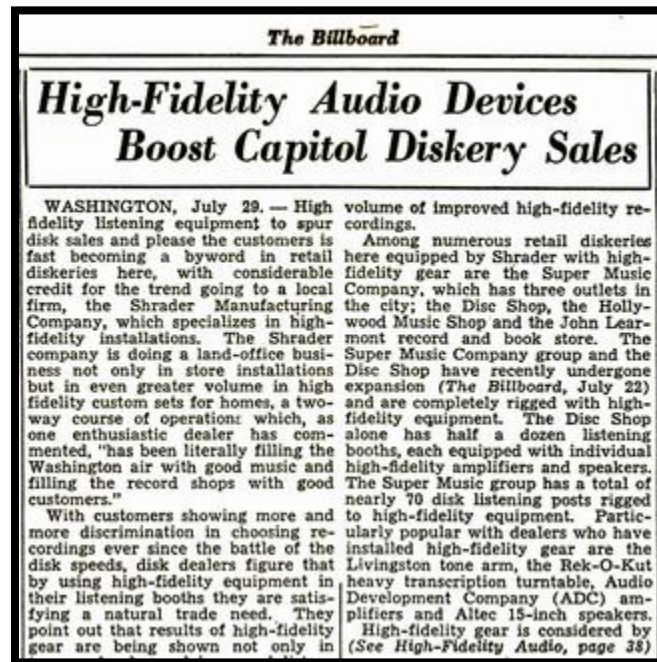 The Billboard
High-Fidelity Audio Devices
Boost Capitol Diskery Sales
WASHINGTON, July 29. — High
fidelity listening equipment to spur
disk sales and please the customers is
fast becoming a byword in retail
diskeries here, with considerable
credit for the trend going to a local
firm, the Shrader Manufacturing
Company, which specializes in high-
fidelity installations. The Shrader
company is doing a land-office busi-
ness not only in store installations
but in even greater volume in high
fidelity custom sets for homes, a two-
way course of operations which, as
one enthusiastic dealer has com-
mented, "has been literally filling the
Washington air with good music and
filling the record shops with good
customers."
With customers showing more and
more discrimination in choosing re-
cordings ever since the battle of the
disk speeds, disk dealers figure that
by using high-fidelity equipment in
their listening booths they are satis-
fying a natural trade need. They
point out that results of high-fidelity
gear are being shown not only in
volume of improved high-fidelity re-
cordings.
Among numerous retail diskeries
here equipped by Shrader with high-
fidelity gear are the Super Music
Company, which has three outlets in
the city; the Disc Shop, the Holly-
wood Music Shop and the John Lear-
mont record and book store. The
Super Music Company group and the
Disc Shop have recently undergone
expansion (The Billboard, July 22)
and are completely rigged with high-
fidelity equipment. The Disc Shop
alone has half a dozen listening
booths, each equipped with individual
high-fidelity amplifiers and speakers.
The Super Music group has a total of
nearly 70 disk listening posts rigged
to high-fidelity equipment. Partic-
ularly popular with dealers who have
installed high-fidelity gear are the
Livingston tone arm, the Rek-O-Kut
heavy transcription turntable, Audio
Development Company (ADC) am-
plifiers and Altec 15-inch speakers.
High-fidelity gear is considered by
(See High-Fidelity Audio, page 38)